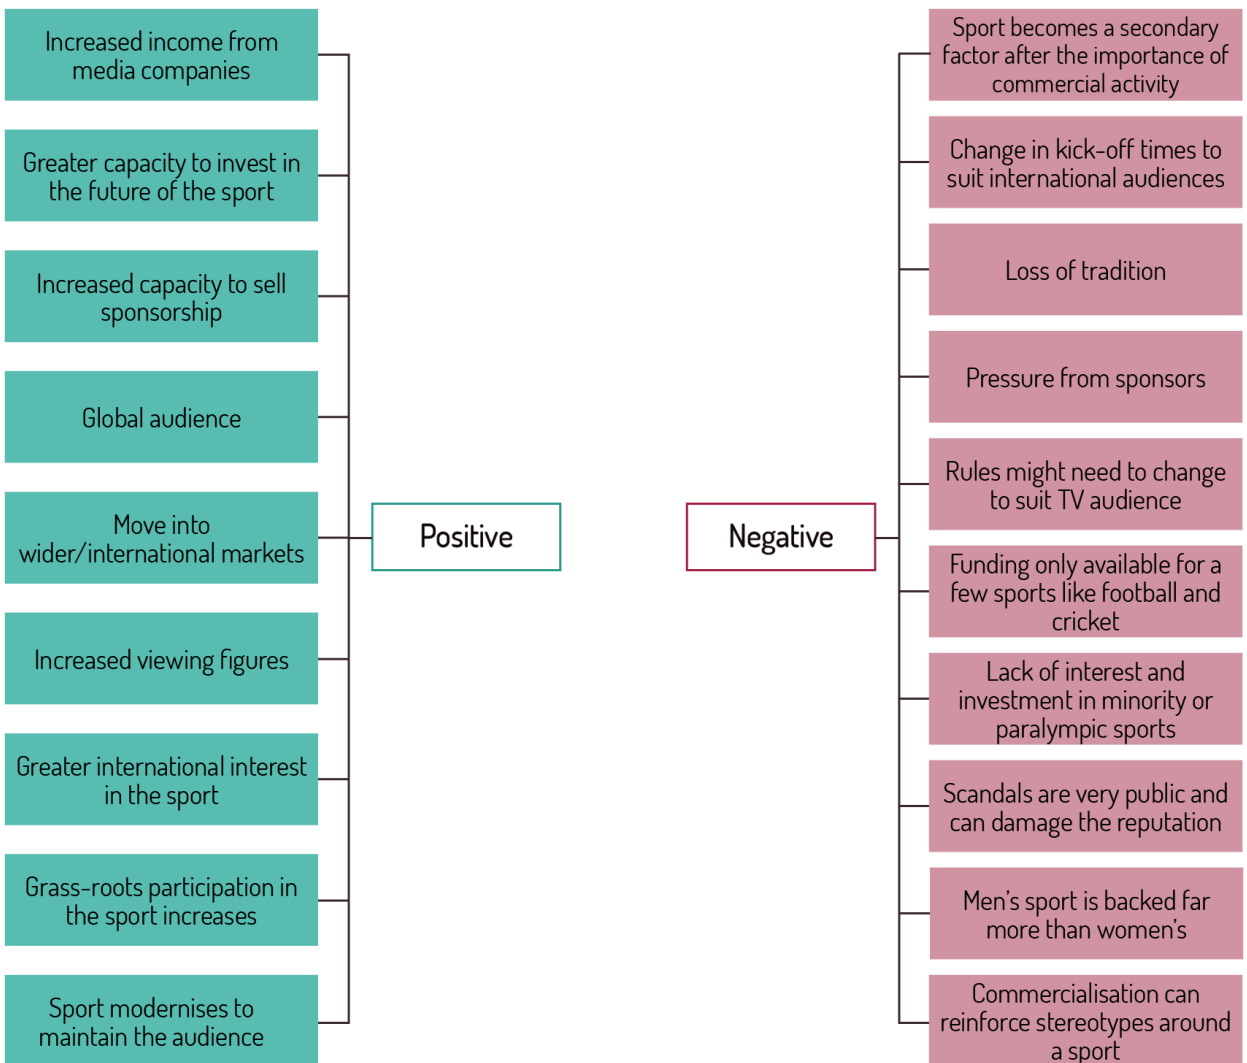 Increased income from
media companies
Greater capacity to invest in
the future of the sport
Increased capacity to sell
sponsorship
Global audience
Move into
wider/international markets
Increased viewing figures
Greater international interest
in the sport
Grass-roots participation in
the sport increases
Sport modernises to
maintain the audience
Positive
Negative
Sport becomes a secondary
factor after the importance of
commercial activity
Change in kick-off times to
suit international audiences
Loss of tradition
Pressure from sponsors
Rules might need to change
to suit TV audience
Funding only available for a
few sports like football and
cricket
Lack of interest and
investment in minority or
paralympic sports
Scandals are very public and
can damage the reputation
Men's sport is backed far
more than women's
Commercialisation can
reinforce stereotypes around
a sport